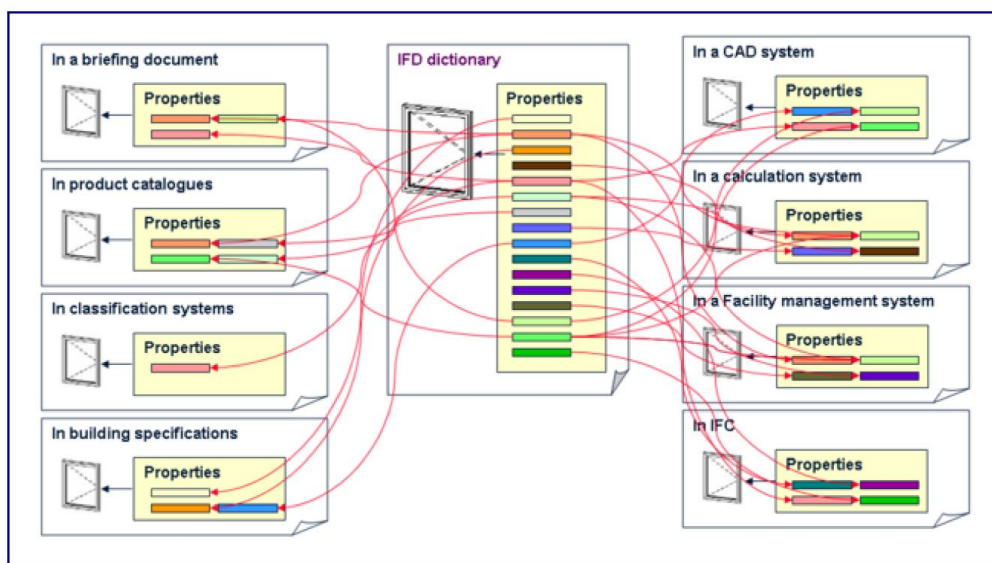 In a briefing document
Properties
In product catalogues
Properties
In classification systems
Properties
In building specifications
Properties
IFD dictionary
Properties
In a CAD system
Properties
In a calculation system
Properties
In a Facility management system
Properties
In IFC
Properties